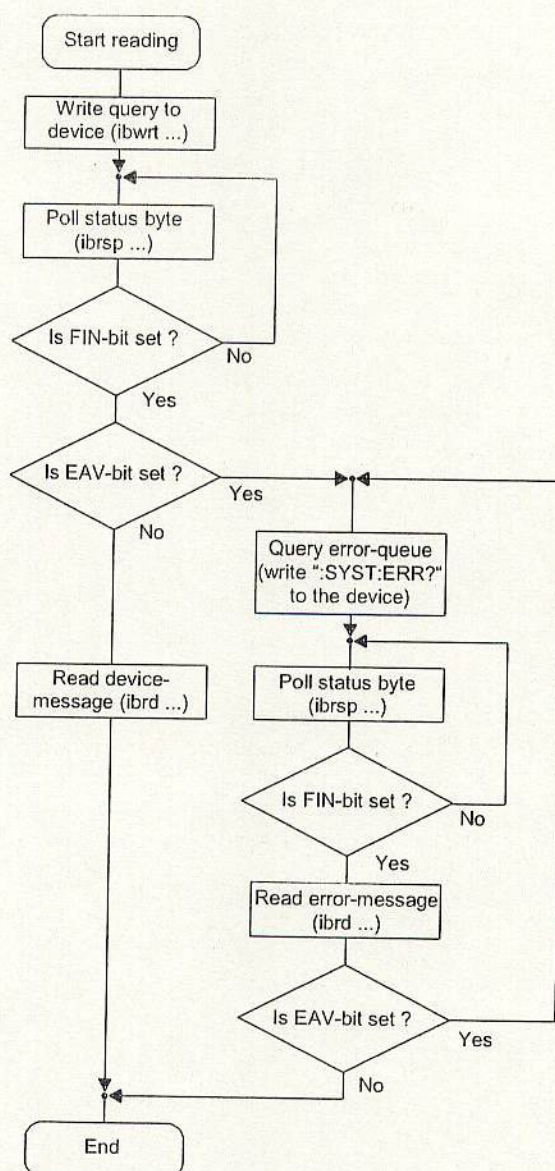 Start reading
Write query to
device (ibwrt ...)
Poll status byte
(ibrsp ...)
Is FIN-bit set ?
No
Yes
Is EAV-bit set ?
Yes
No
Query error-queue
(write ":SYST:ERR?"
to the device)
Read device-
message (ibrd ...)
Poll status byte
(ibrsp ...)
Is FIN-bit set ?
No
Yes
Read error-message
(ibrd ...)
Is EAV-bit set ?
Yes
No
End